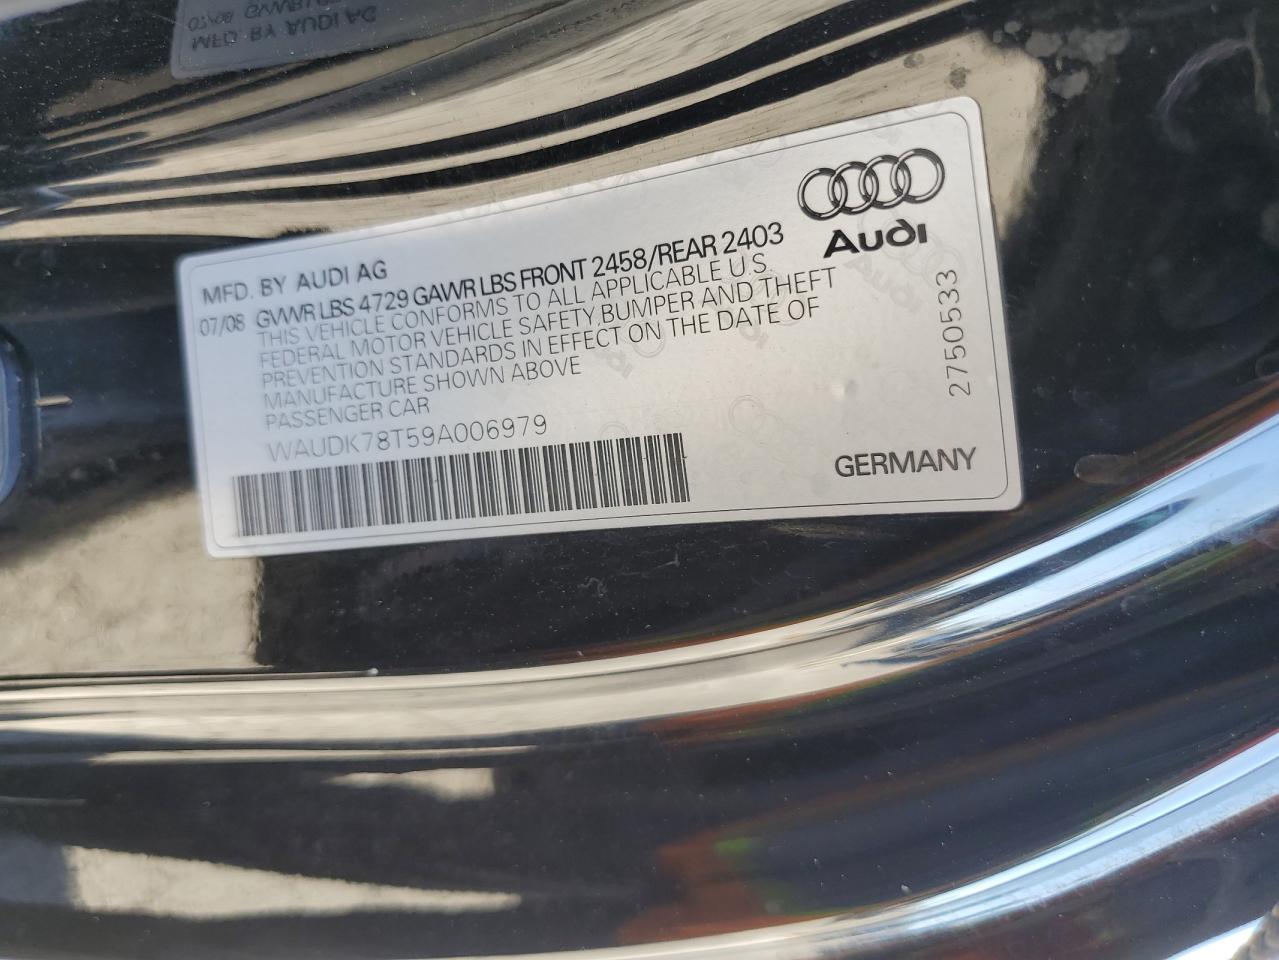 MFD. BY AUDI AG
07/08 GVWR LBS 4729 GAWR LBS FRONT 2458/REAR 2403
THIS VEHICLE CONFORMS TO ALL APPLICABLE U.S.
FEDERAL MOTOR VEHICLE SAFETY,BUMPER AND THEFT
PREVENTION STANDARDS IN EFFECT ON THE DATE OF
MANUFACTURE SHOWN ABOVE
PASSENGER CAR
WAUDK78T59A006979
Audi
2750533
GERMANY